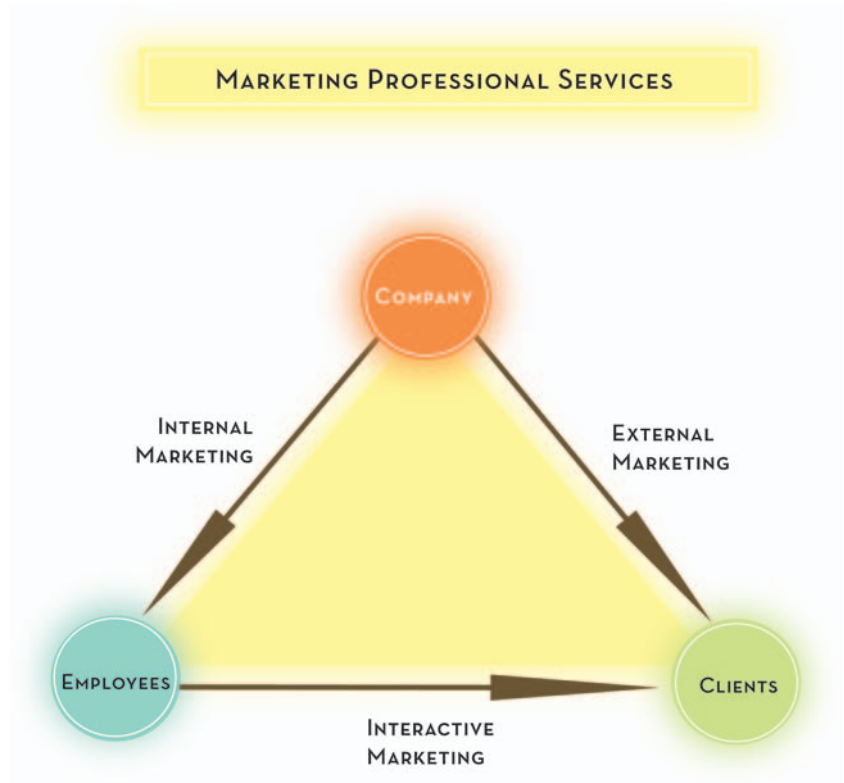 MARKETING PROFESSIONAL SERVICES
COMPANY
INTERNAL
MARKETING
EXTERNAL
MARKETING
EMPLOYEES
CLIENTS
INTERACTIVE
MARKETING